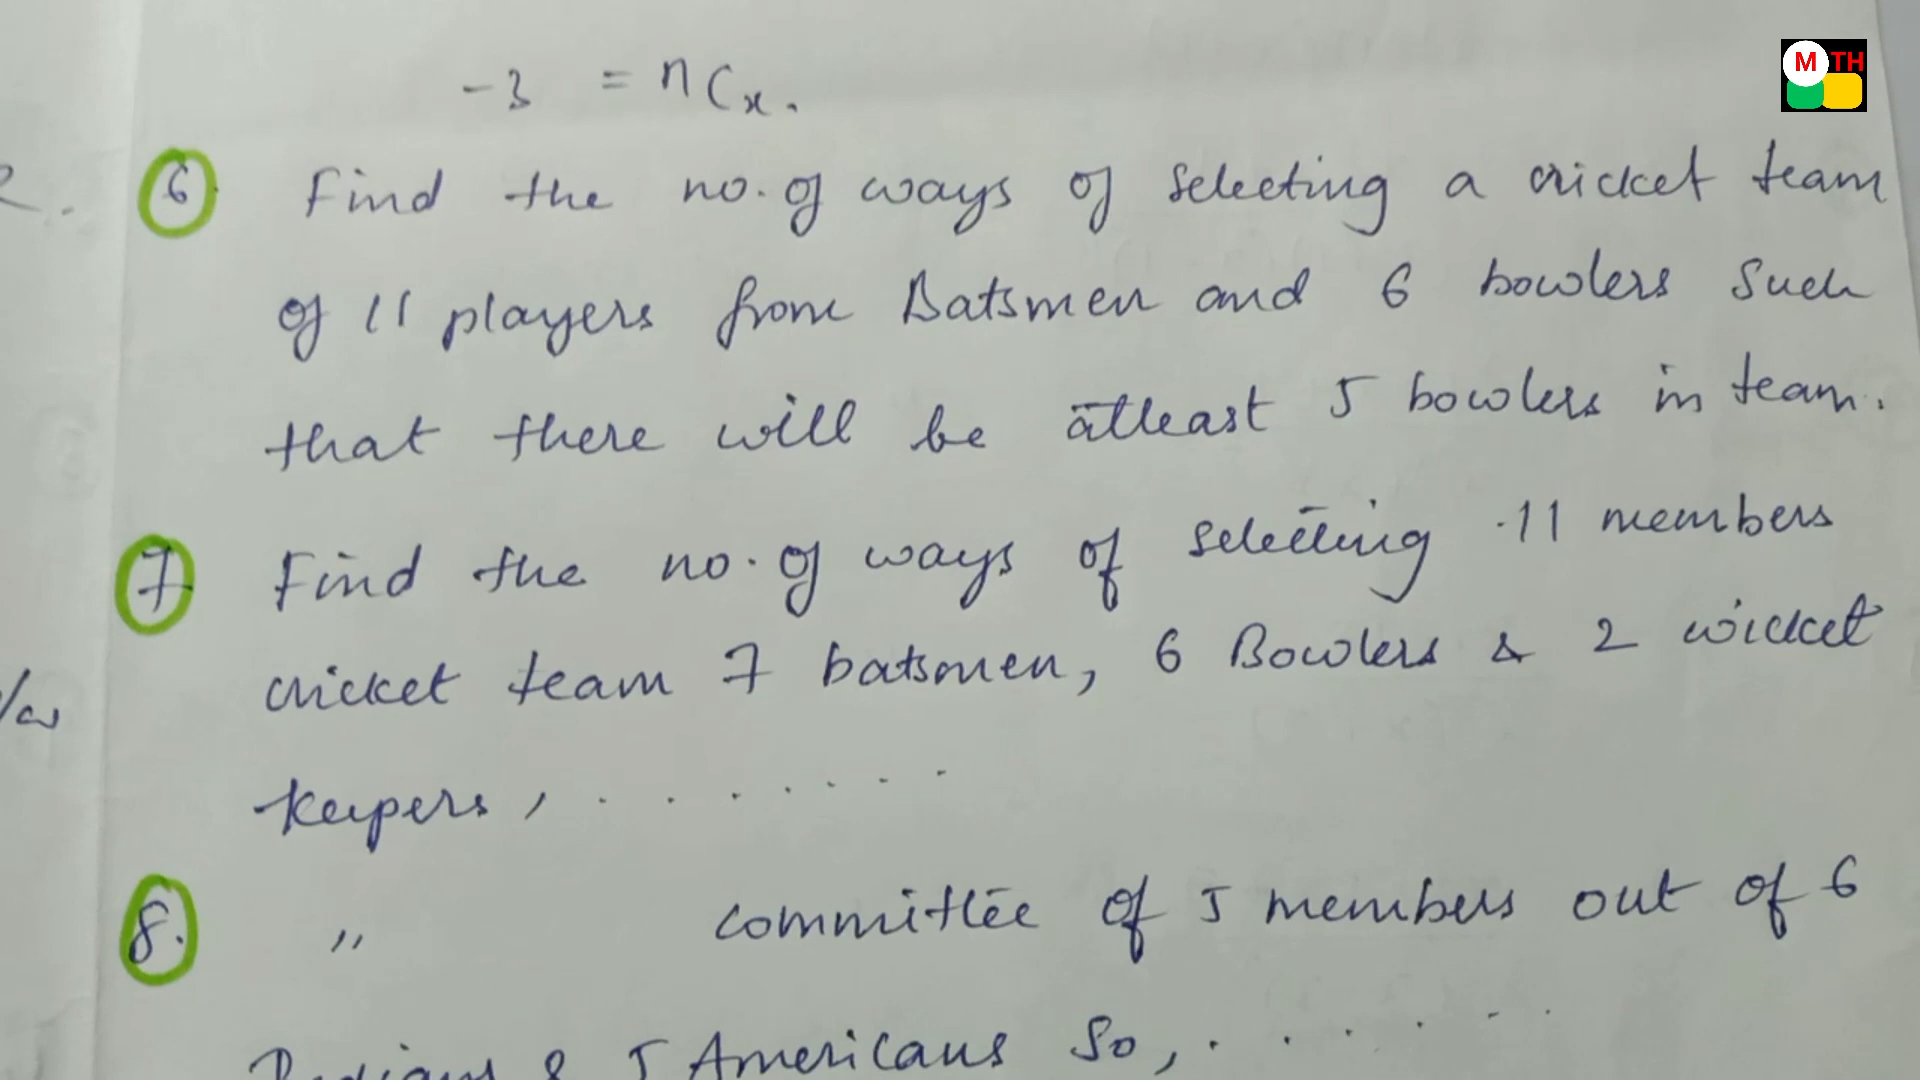 M TH
-3 = nCx.
6. Find the no. of ways of selecting a cricket team
of 11 players from Batsmen and 6 bowlers Such
that there will be atleast 5 bowlers in team.
7 Find the no. of ways of selecting 11 members
cricket team 7 batsmen, 6 Bowlers & 2 wicket
keepers, . . . . . . .
8. " committee of 5 members out of 6
Indians & 5 Americans So, . . . . . .